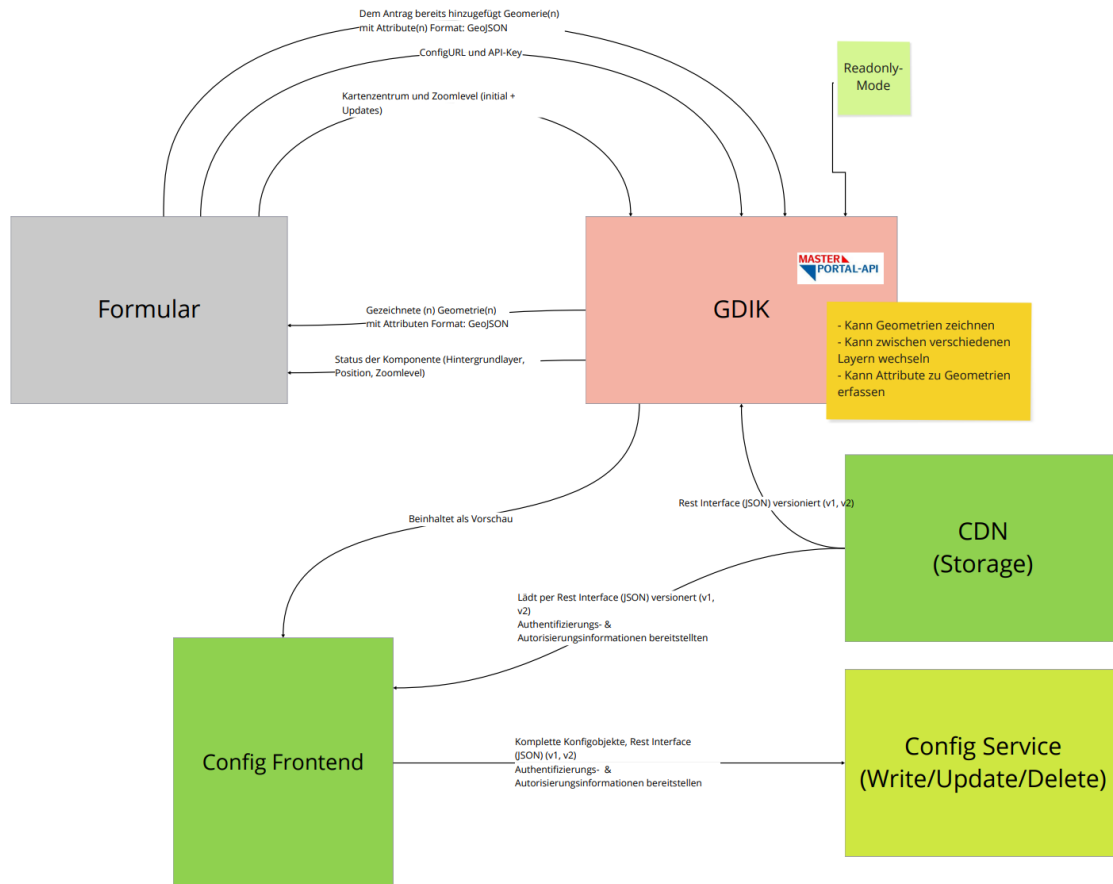 Dem Antrag bereits hinzugefügt Geomerie(n)
mit Attribute(n) Format: GeoJSON
ConfigURL und API-Key
Kartenzentrum und Zoomlevel (initial +
Updates)
Readonly-
Mode
Formular
MASTER
PORTAL-API
GDIK
Gezeichnete (n) Geometrie(n)
mit Attributen Format: GeoJSON
Status der Komponente (Hintergrundlayer,
Position, Zoomlevel)
- Kann Geometrien zeichnen
- Kann zwischen verschiedenen
Layern wechseln
- Kann Attribute zu Geometrien
erfassen
Rest Interface (JSON) versioniert (v1, v2)
Beinhaltet als Vorschau
CDN
(Storage)
Lädt per Rest Interface (JSON) versionert (v1,
v2)
Authentifizierungs- &
Autorisierungsinformationen bereitstellten
Config Frontend
Komplette Konfigobjekte, Rest Interface
(JSON) (v1, v2)
Authentifizierungs- &
Autorisierungsinformationen bereitstellen
Config Service
(Write/Update/Delete)